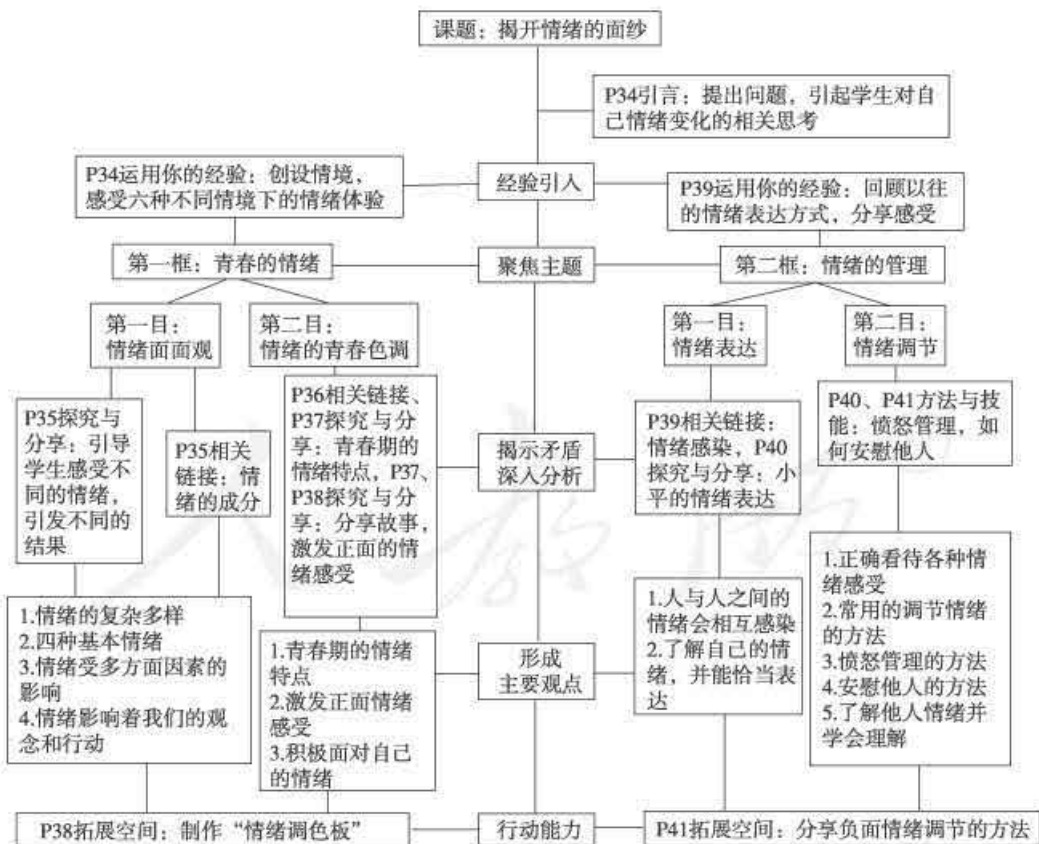 课题：揭开情绪的面纱
P34引言：提出问题，引起学生对自
己情绪变化的相关思考
P34运用你的经验：创设情境，
感受六种不同情境下的情绪体验
经验引入
P39运用你的经验：回顾以往
的情绪表达方式，分享感受
第一框：青春的情绪
聚焦主题
第二框：情绪的管理
第一目：
情绪面面观
第二目：
情绪的青春色调
第一目：
情绪表达
第二目：
情绪调节
P35探究与
分享：引导
学生感受不
同的情绪，
引发不同的
结果
P35相关
链接：情
绪的成分
P36相关链接、
P37探究与分
享：青春期的
情绪特点，P37、
P38探究与分
享：分享故事，
激发正面的情
绪感受
揭示矛盾
深入分析
P39相关链接：
情绪感染，P40
探究与分享：小
平的情绪表达
P40、P41方法与技
能：愤怒管理，如
何安慰他人
1.情绪的复杂多样
2.四种基本情绪
3.情绪受多方面因素的
影响
4.情绪影响着我们的观
念和行动
1.青春期的情绪
特点
2.激发正面情绪
感受
3.积极面对自己
的情绪
形成
主要观点
1.人与人之间的
情绪会相互感染
2.了解自己的情
绪，并能恰当表
达
1.正确看待各种情
绪感受
2.常用的调节情绪
的方法
3.愤怒管理的方法
4.安慰他人的方法
5.了解他人情绪并
学会理解
P38拓展空间：制作“情绪调色板”
行动能力
P41拓展空间：分享负面情绪调节的方法